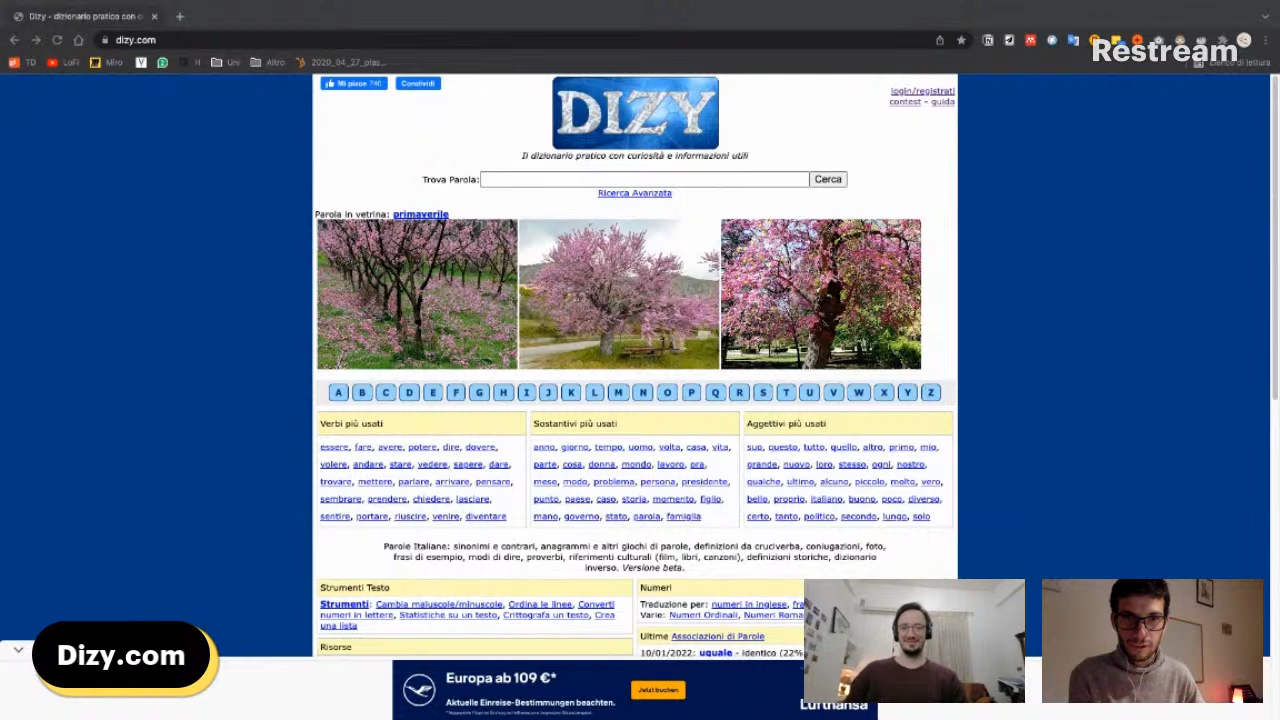 Dizy - dizionario pratico con c
dizy.com
Restream
TD
LoFi
Miro
H
Uni
Altro
2020_04_27_plas...
Elenco di lettura
Mi piace 740
Condividi
DIZY
login/registrati
contest - guida
Il dizionario pratico con curiosità e informazioni utili
Trova Parola:
Cerca
Ricerca Avanzata
Parola in vetrina: primaverile
A B C D E F G H I J K L M N O P Q R S T U V W X Y Z
Verbi più usati
essere, fare, avere, potere, dire, dovere,
volere, andare, stare, vedere, sapere, dare,
trovare, mettere, parlare, arrivare, pensare,
sembrare, prendere, chiedere, lasciare,
sentire, portare, riuscire, venire, diventare
Sostantivi più usati
anno, giorno, tempo, uomo, volta, casa, vita,
parte, cosa, donna, mondo, lavoro, ora,
mese, modo, problema, persona, presidente,
punto, paese, caso, storia, momento, figlio,
mano, governo, stato, parola, famiglia
Aggettivi più usati
suo, questo, tutto, quello, altro, primo, mio,
grande, nuovo, loro, stesso, ogni, nostro,
qualche, ultimo, alcuno, piccolo, molto, vero,
bello, proprio, italiano, buono, poco, diverso,
certo, tanto, politico, secondo, lungo, solo
Parole Italiane: sinonimi e contrari, anagrammi e altri giochi di parole, definizioni da cruciverba, coniugazioni, foto,
frasi di esempio, modi di dire, proverbi, riferimenti culturali (film, libri, canzoni), definizioni storiche, dizionario
inverso. Versione beta.
Strumenti Testo
Strumenti: Cambia maiuscole/minuscole, Ordina le linee, Converti
numeri in lettere, Statistiche su un testo, Crittografa un testo, Crea
una lista
Risorse
Numeri
Traduzione per: numeri in inglese, fra
Varie: Numeri Ordinali, Numeri Roma
Ultime Associazioni di Parole
10/01/2022: uguale - identico (22%
Dizy.com
Europa ab 109 €*
Aktuelle Einreise-Bestimmungen beachten.
Jetzt buchen
Lufthansa